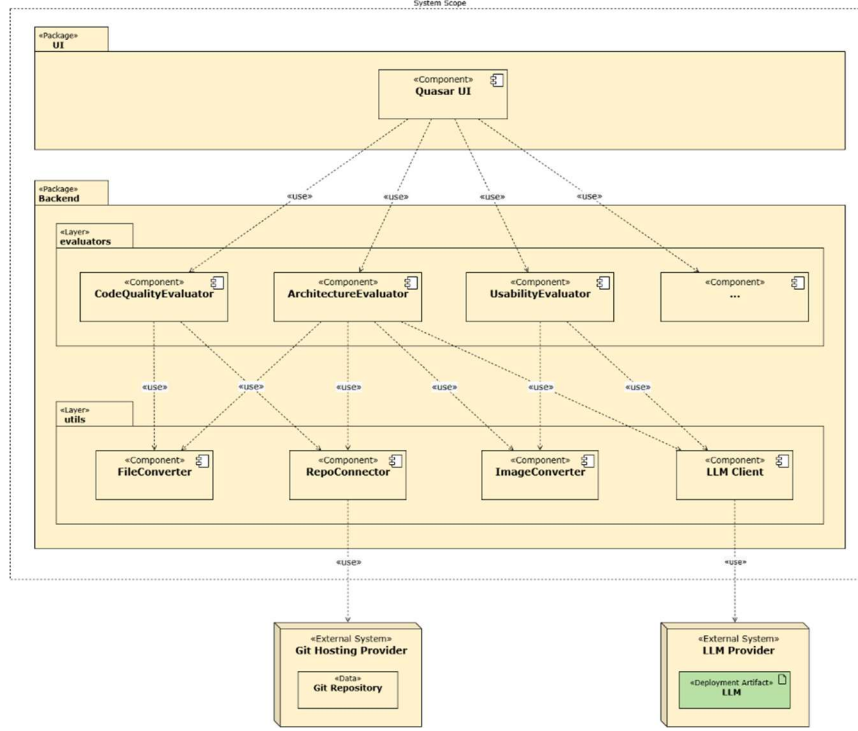 System Scope
«Package»
UI
«Component»
Quasar UI
«use»
«use»
«use»
«use»
«Package»
Backend
«Layer»
evaluators
«Component»
CodeQualityEvaluator
«Component»
ArchitectureEvaluator
«Component»
UsabilityEvaluator
«Component»
...
«use»
«use»
«use»
«use»
«use»
«use»
«Layer»
utils
«Component»
FileConverter
«Component»
RepoConnector
«Component»
ImageConverter
«Component»
LLM Client
«use»
«use»
«External System»
Git Hosting Provider
«Data»
Git Repository
«External System»
LLM Provider
«Deployment Artifact»
LLM